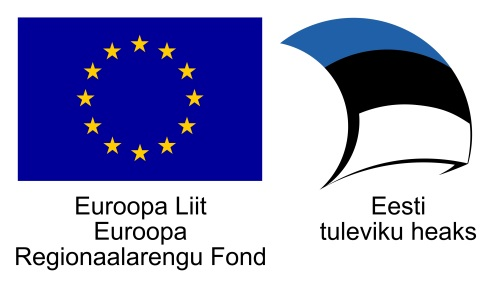 Euroopa Liit
Euroopa
Regionaalarengu Fond
Eesti
tuleviku heaks